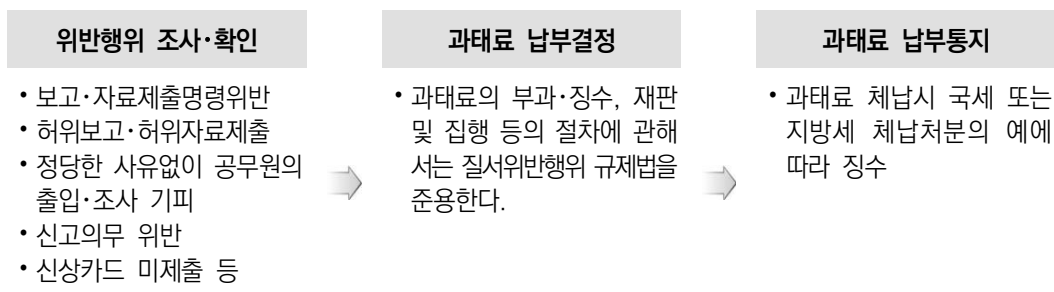 위반행위 조사·확인
• 보고·자료제출명령위반
• 허위보고·허위자료제출
• 정당한 사유없이 공무원의
출입·조사 기피
• 신고의무 위반
• 신상카드 미제출 등
과태료 납부결정
• 과태료의 부과·징수, 재판
및 집행 등의 절차에 관해
서는 질서위반행위 규제법을
준용한다.
과태료 납부통지
• 과태료 체납시 국세 또는
지방세 체납처분의 예에
따라 징수